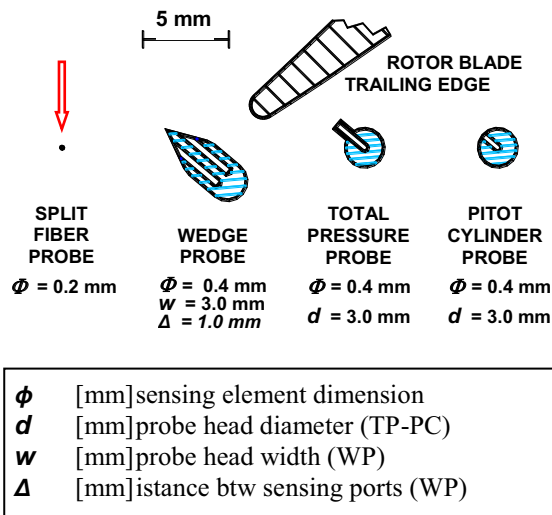 5 mm
ROTOR BLADE
TRAILING EDGE
SPLIT
FIBER
PROBE
Φ = 0.2 mm
WEDGE
PROBE
Φ = 0.4 mm
w = 3.0 mm
Δ = 1.0 mm
TOTAL
PRESSURE
PROBE
Φ = 0.4 mm
d = 3.0 mm
PITOT
CYLINDER
PROBE
Φ = 0.4 mm
d = 3.0 mm
ϕ [mm] sensing element dimension
d [mm] probe head diameter (TP-PC)
w [mm] probe head width (WP)
Δ [mm] istance btw sensing ports (WP)